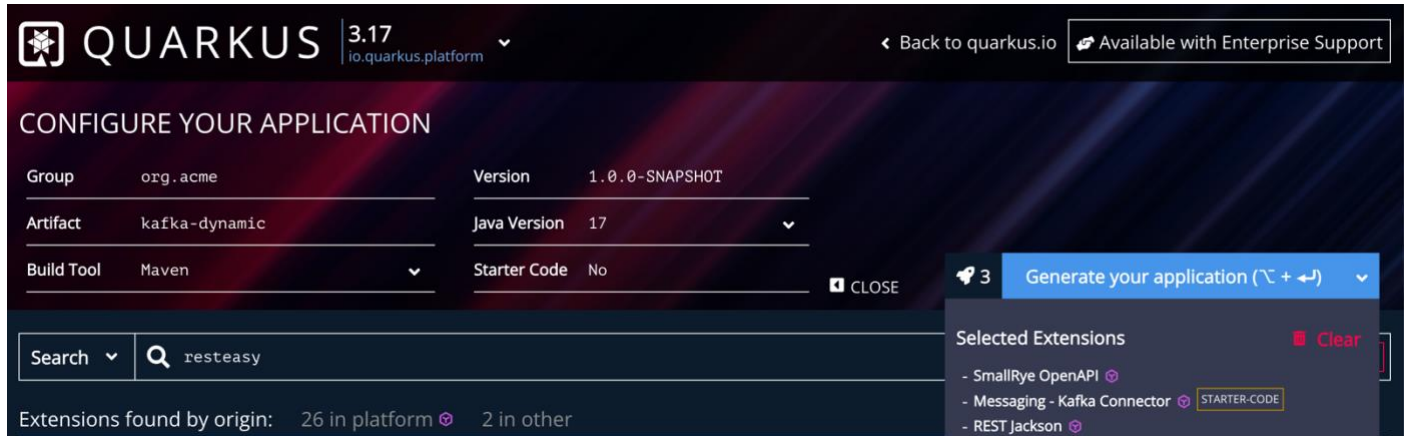 QUARKUS 3.17 io.quarkus.platform
Back to quarkus.io Available with Enterprise Support
CONFIGURE YOUR APPLICATION
Group org.acme Version 1.0.0-SNAPSHOT
Artifact kafka-dynamic Java Version 17
Build Tool Maven Starter Code No
CLOSE
3 Generate your application (⌥ + ↵)
Search resteasy
Selected Extensions Clear
- SmallRye OpenAPI
- Messaging - Kafka Connector STARTER-CODE
- REST Jackson
Extensions found by origin: 26 in platform 2 in other